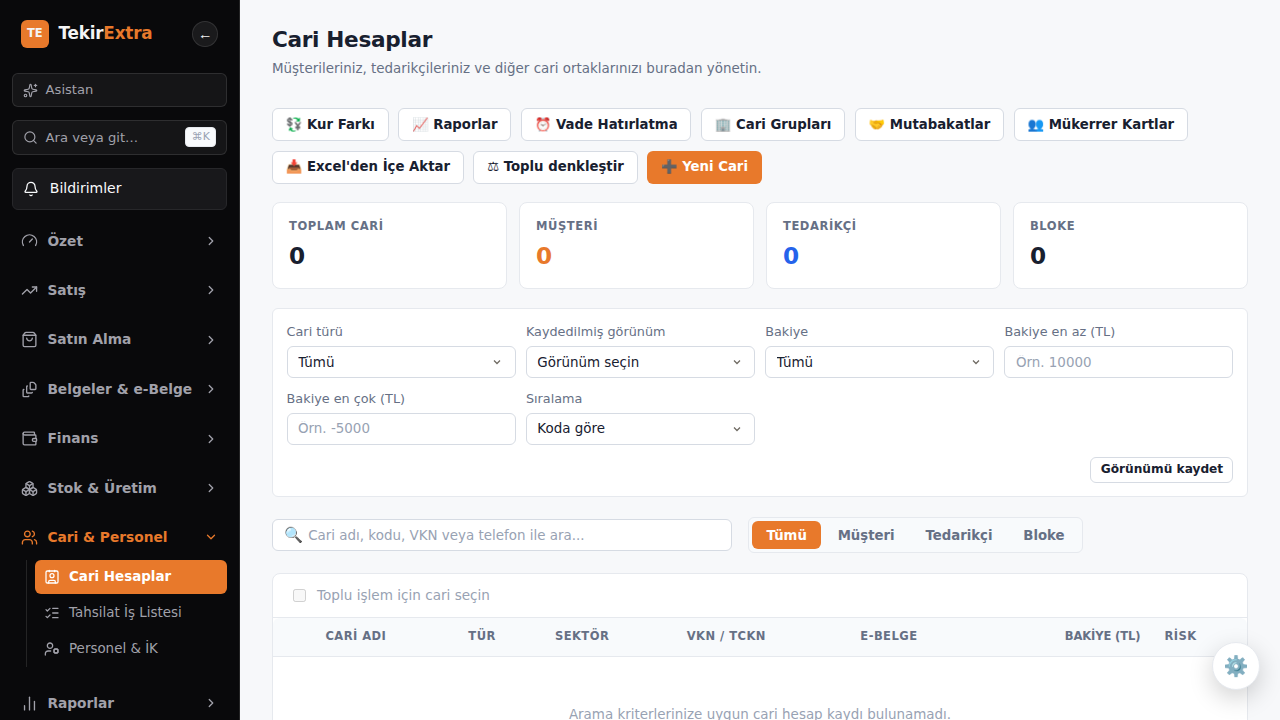 TE TekirExtra ←
Asistan
Ara veya git... ⌘K
Bildirimler
Özet
Satış
Satın Alma
Belgeler & e-Belge
Finans
Stok & Üretim
Cari & Personel
Cari Hesaplar
Tahsilat İş Listesi
Personel & İK
Raporlar
Cari Hesaplar
Müşterileriniz, tedarikçileriniz ve diğer cari ortaklarınızı buradan yönetin.
💱 Kur Farkı 📈 Raporlar ⏰ Vade Hatırlatma 🏢 Cari Grupları 🤝 Mutabakatlar 👥 Mükerrer Kartlar
📥 Excel'den İçe Aktar ⚖ Toplu denkleştir ➕ Yeni Cari
TOPLAM CARİ MÜŞTERİ TEDARİKÇİ BLOKE
0 0 0 0
Cari türü Kaydedilmiş görünüm Bakiye Bakiye en az (TL)
Tümü Görünüm seçin Tümü Orn. 10000
Bakiye en çok (TL) Sıralama
Orn. -5000 Koda göre
Görünümü kaydet
🔍 Cari adı, kodu, VKN veya telefon ile ara... Tümü Müşteri Tedarikçi Bloke
Toplu işlem için cari seçin
CARİ ADI TÜR SEKTÖR VKN / TCKN E-BELGE BAKİYE (TL) RİSK
Arama kriterlerinize uygun cari hesap kaydı bulunamadı.